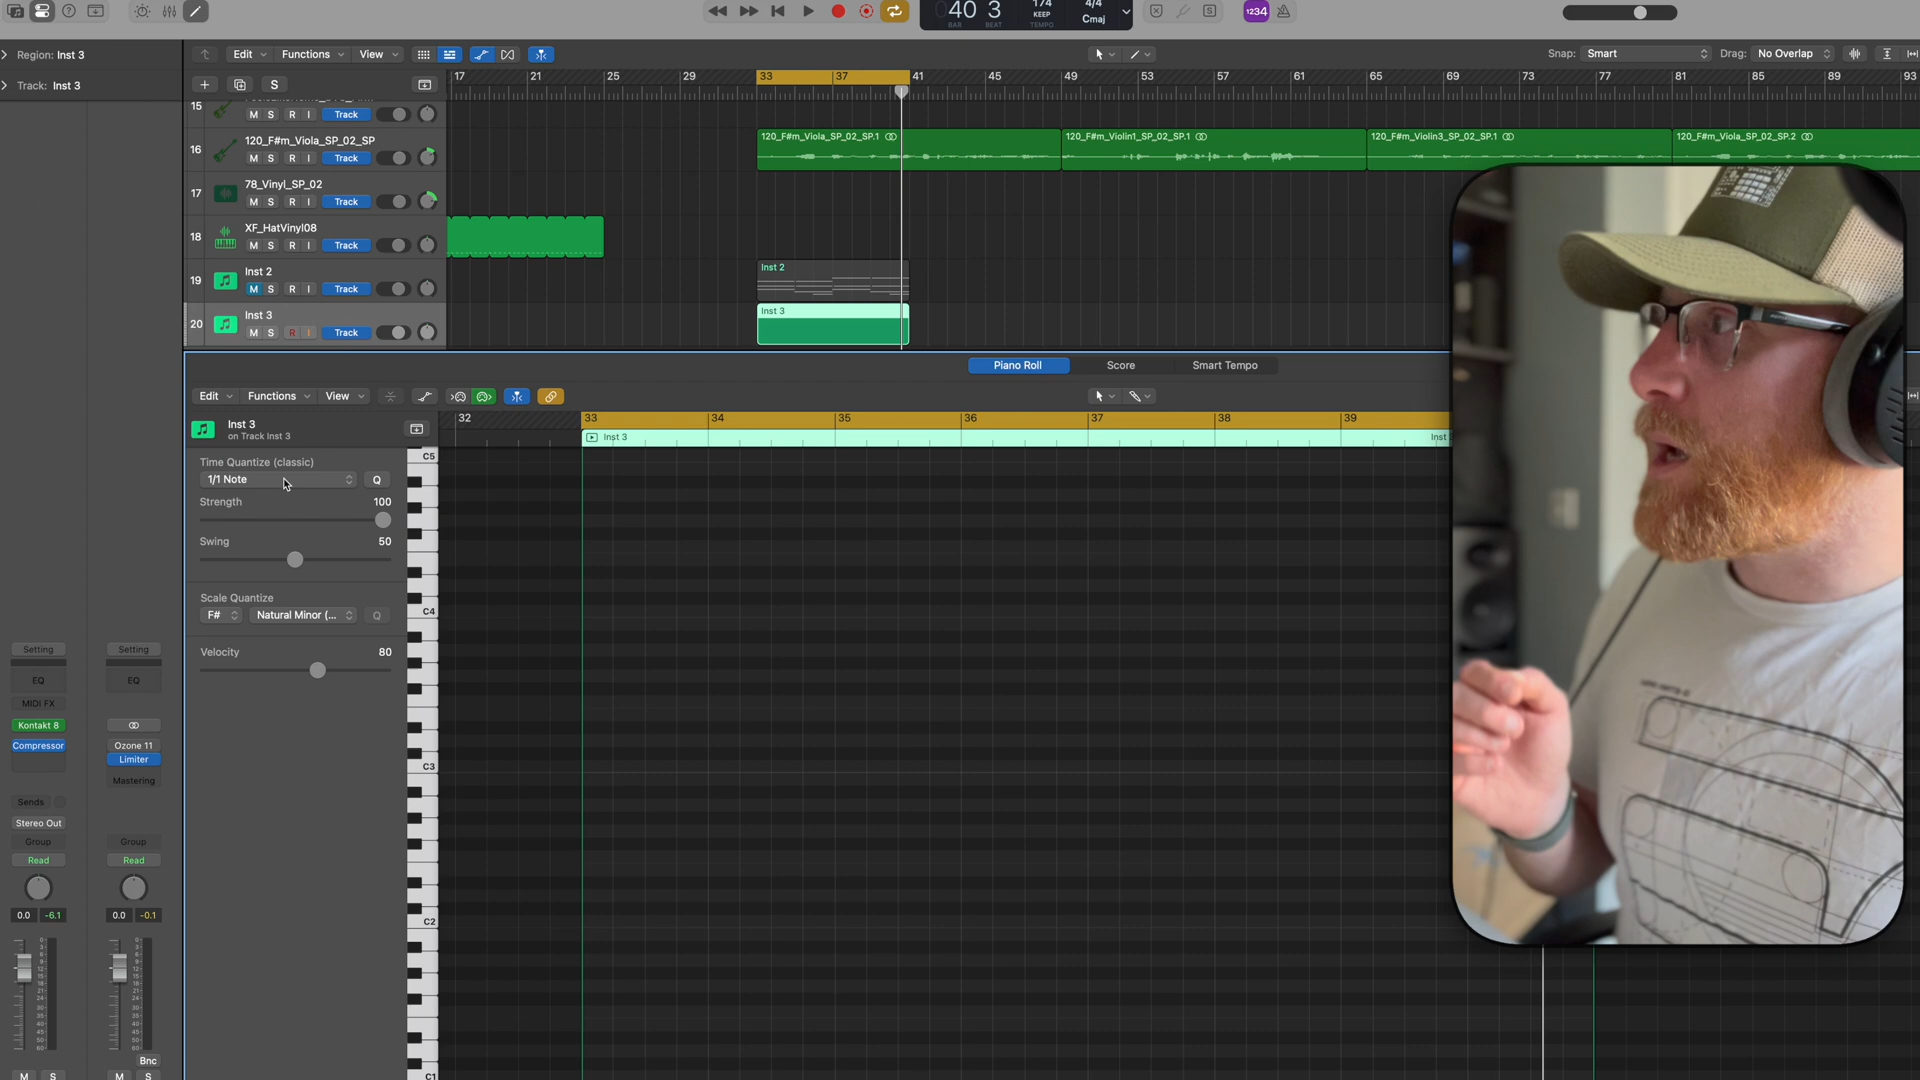 40 3 174 4/4
KEEP Cmaj
BAR BEAT TEMPO
1234
Region: Inst 3
Edit Functions View
Snap: Smart Drag: No Overlap
Track: Inst 3
S
17 21 25 29 33 37 41 45 49 53 57 61 65 69 73 77 81 85 89 93
15 M S R I Track
16 120_F#m_Viola_SP_02_SP
M S R I Track
120_F#m_Viola_SP_02_SP.1 120_F#m_Violin1_SP_02_SP.1 120_F#m_Violin3_SP_02_SP.1 120_F#m_Viola_SP_02_SP.2
17 78_Vinyl_SP_02
M S R I Track
18 XF_HatVinyl08
M S R I Track
19 Inst 2
M S R I Track
Inst 2
20 Inst 3
M S R I Track
Inst 3
Piano Roll Score Smart Tempo
Edit Functions View
Inst 3
on Track Inst 3
32 33 34 35 36 37 38 39
Inst 3 Inst
Time Quantize (classic)
1/1 Note Q
Strength 100
Swing 50
Scale Quantize
F# Natural Minor (... Q
Velocity 80
C5
C4
C3
C2
C1
Setting Setting
EQ EQ
MIDI FX
Kontakt 8
Compressor Ozone 11
Limiter
Mastering
Sends
Stereo Out
Group Group
Read Read
0.0 -6.1 0.0 -0.1
Bnc
M S M S